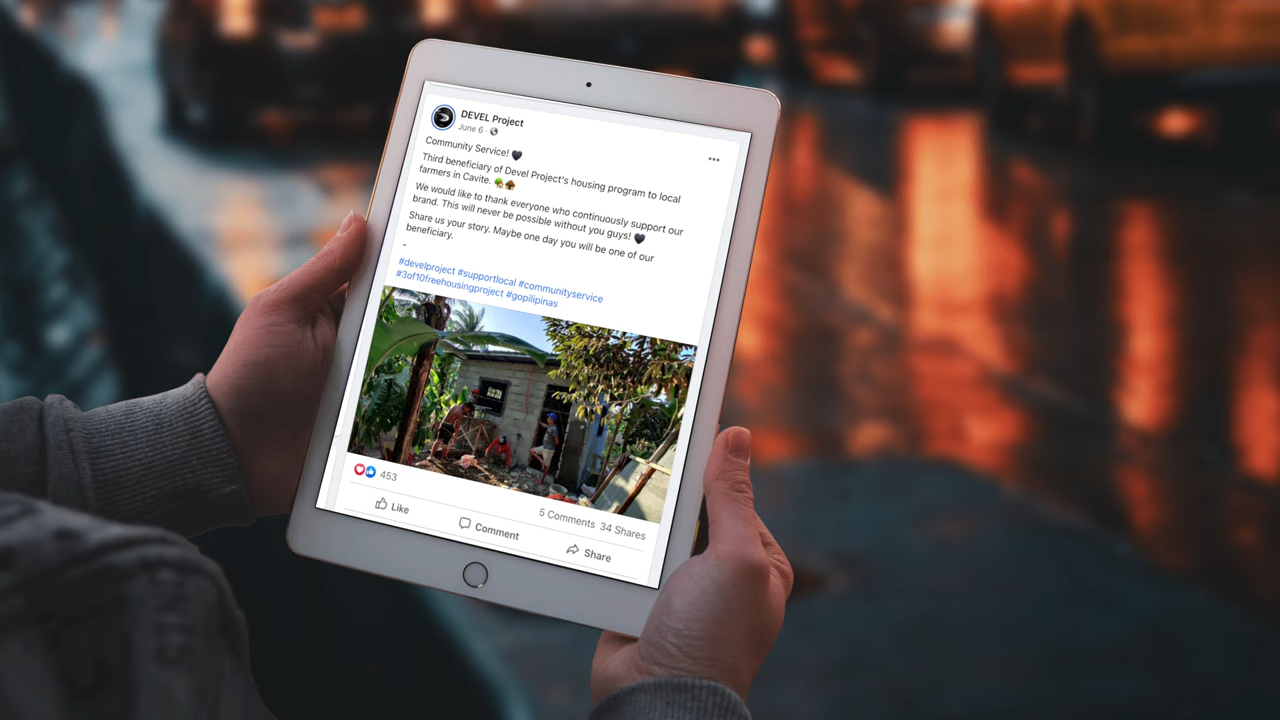 DEVEL Project
June 6 ·
Community Service! 🖤
Third beneficiary of Devel Project's housing program to local
farmers in Cavite. 🏡🏠
We would like to thank everyone who continuously support our
brand. This will never be possible without you guys! 🖤
Share us your story. Maybe one day you will be one of our
beneficiary.
-
#develproject #supportlocal #communityservice
#3of10freehousingproject #gopilipinas
453
5 Comments 34 Shares
Like
Comment
Share